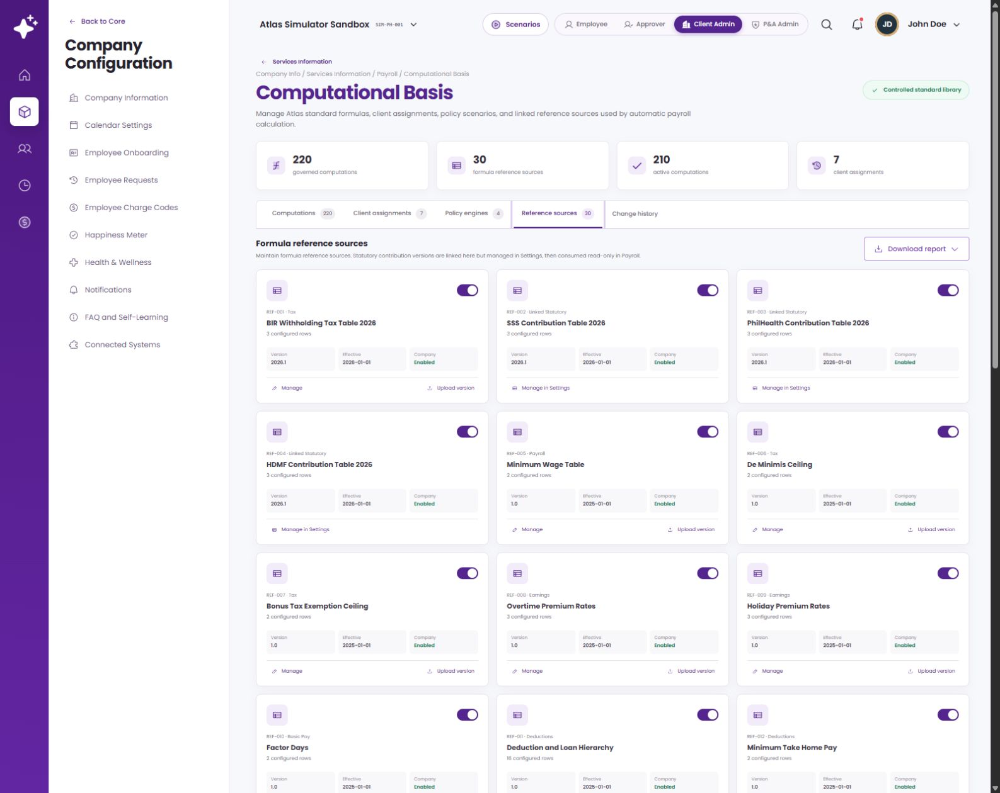 Back to Core
Company
Configuration
Company Information
Calendar Settings
Employee Onboarding
Employee Requests
Employee Charge Codes
Happiness Meter
Health & Wellness
Notifications
FAQ and Self-Learning
Connected Systems
Atlas Simulator Sandbox SIM-PH-001
Scenarios
Employee
Approver
Client Admin
P&A Admin
JD
John Doe
Services Information
Company Info / Services Information / Payroll / Computational Basis
Computational Basis
Controlled standard library
Manage Atlas standard formulas, client assignments, policy scenarios, and linked reference sources used by automatic payroll
calculation.
220
governed computations
30
formula reference sources
210
active computations
7
client assignments
Computations 220
Client assignments 7
Policy engines 4
Reference sources 30
Change history
Formula reference sources
Maintain formula reference sources. Statutory contribution versions are linked here but managed in Settings, then consumed read-only in Payroll.
Download report
REF-001 · Tax
BIR Withholding Tax Table 2026
3 configured rows
Version
2026.1
Effective
2026-01-01
Company
Enabled
Manage
Upload version
REF-002 · Linked Statutory
SSS Contribution Table 2026
3 configured rows
Version
2026.1
Effective
2026-01-01
Company
Enabled
Manage in Settings
REF-003 · Linked Statutory
PhilHealth Contribution Table 2026
3 configured rows
Version
2026.1
Effective
2026-01-01
Company
Enabled
Manage in Settings
REF-004 · Linked Statutory
HDMF Contribution Table 2026
3 configured rows
Version
2026.1
Effective
2026-01-01
Company
Enabled
Manage in Settings
REF-005 · Payroll
Minimum Wage Table
2 configured rows
Version
1.0
Effective
2025-01-01
Company
Enabled
Manage
Upload version
REF-006 · Tax
De Minimis Ceiling
2 configured rows
Version
1.0
Effective
2025-01-01
Company
Enabled
Manage
Upload version
REF-007 · Tax
Bonus Tax Exemption Ceiling
2 configured rows
Version
1.0
Effective
2025-01-01
Company
Enabled
Manage
Upload version
REF-008 · Earnings
Overtime Premium Rates
3 configured rows
Version
1.0
Effective
2025-01-01
Company
Enabled
Manage
Upload version
REF-009 · Earnings
Holiday Premium Rates
3 configured rows
Version
1.0
Effective
2025-01-01
Company
Enabled
Manage
Upload version
REF-010 · Basic Pay
Factor Days
2 configured rows
Version
1.0
Effective
2025-01-01
Company
Enabled
REF-011 · Deductions
Deduction and Loan Hierarchy
16 configured rows
Version
1.0
Effective
2025-01-01
Company
Enabled
REF-012 · Deductions
Minimum Take Home Pay
2 configured rows
Version
1.0
Effective
2025-01-01
Company
Enabled